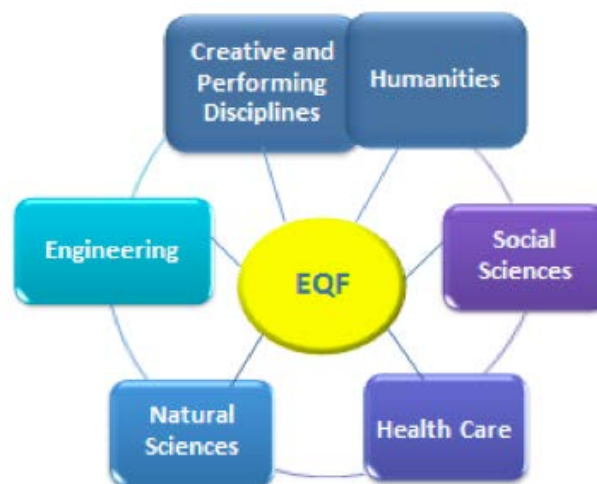 Creative and
Performing
Disciplines
Humanities
Engineering
EQF
Social
Sciences
Natural
Sciences
Health Care